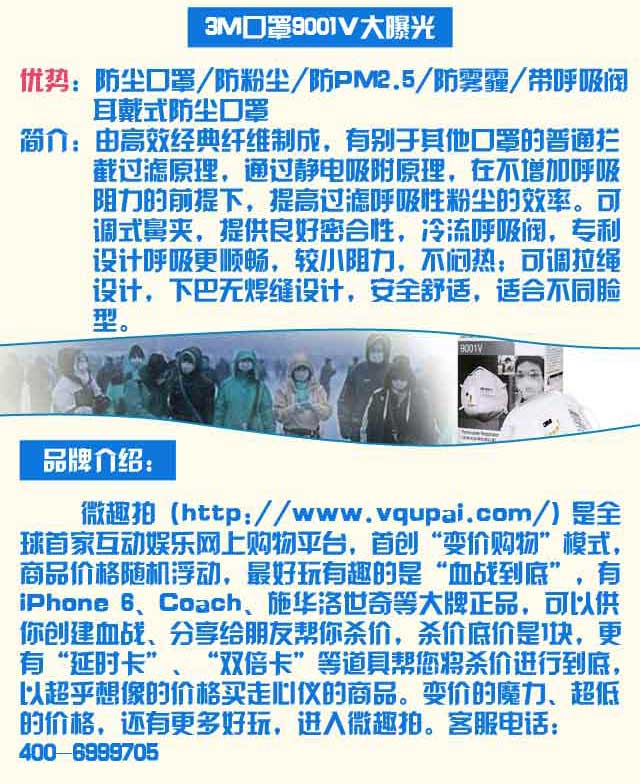 3M口罩9001V大曝光
优势：防尘口罩/防粉尘/防PM2.5/防雾霾/带呼吸阀
耳戴式防尘口罩
简介：由高效经典纤维制成，有别于其他口罩的普通拦
截过滤原理，通过静电吸附原理，在不增加呼吸
阻力的前提下，提高过滤呼吸性粉尘的效率。可
调式鼻夹，提供良好密合性，冷流呼吸阀，专利
设计呼吸更顺畅，较小阻力，不闷热；可调拉绳
设计，下巴无焊缝设计，安全舒适，适合不同脸
型。
9001V
3M
品牌介绍：
微趣拍（http://www.vqupai.com/）是全
球首家互动娱乐网上购物平台，首创“变价购物”模式，
商品价格随机浮动，最好玩有趣的是“血战到底”，有
iPhone 6、Coach、施华洛世奇等大牌正品，可以供
你创建血战、分享给朋友帮你杀价，杀价底价是1块，更
有“延时卡”、“双倍卡”等道具帮您将杀价进行到底，
以超乎想像的价格买走心仪的商品。变价的魔力、超低
的价格，还有更多好玩，进入微趣拍。客服电话：
400-6999705